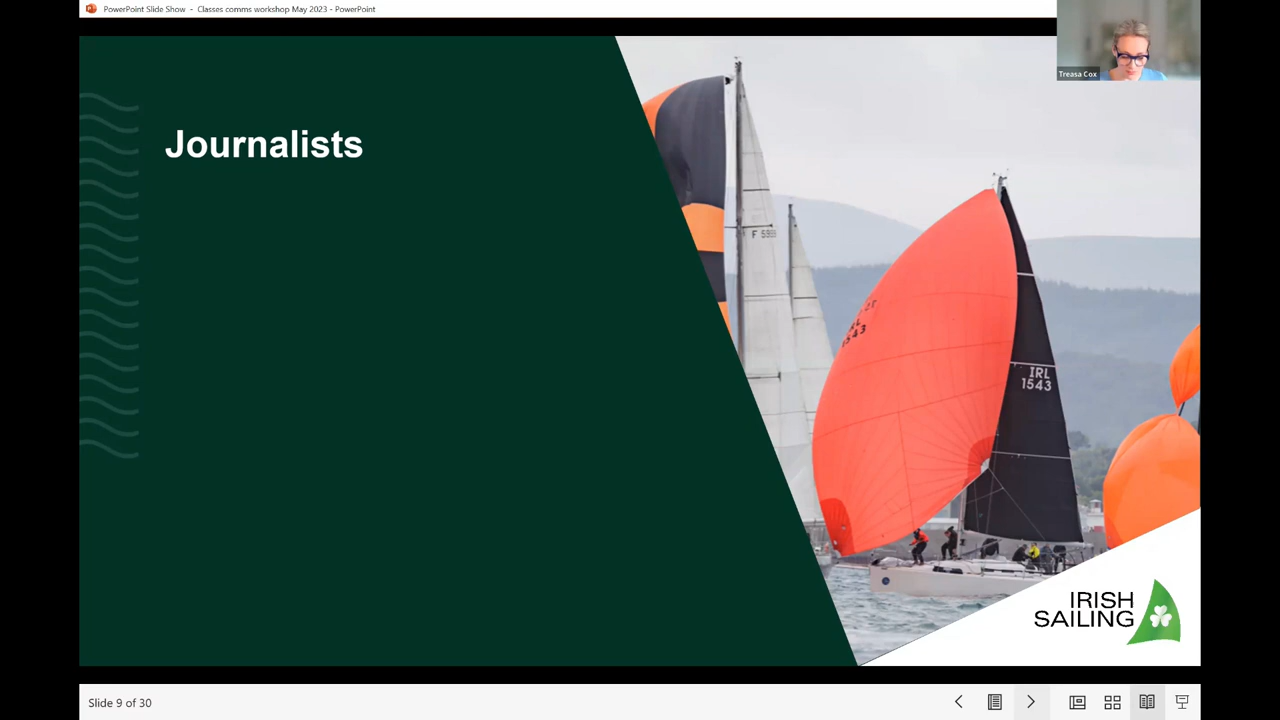 PowerPoint Slide Show - Classes comms workshop May 2023 - PowerPoint
Treasa Cox
Journalists
IRL
1543
IRISH
SAILING
Slide 9 of 30